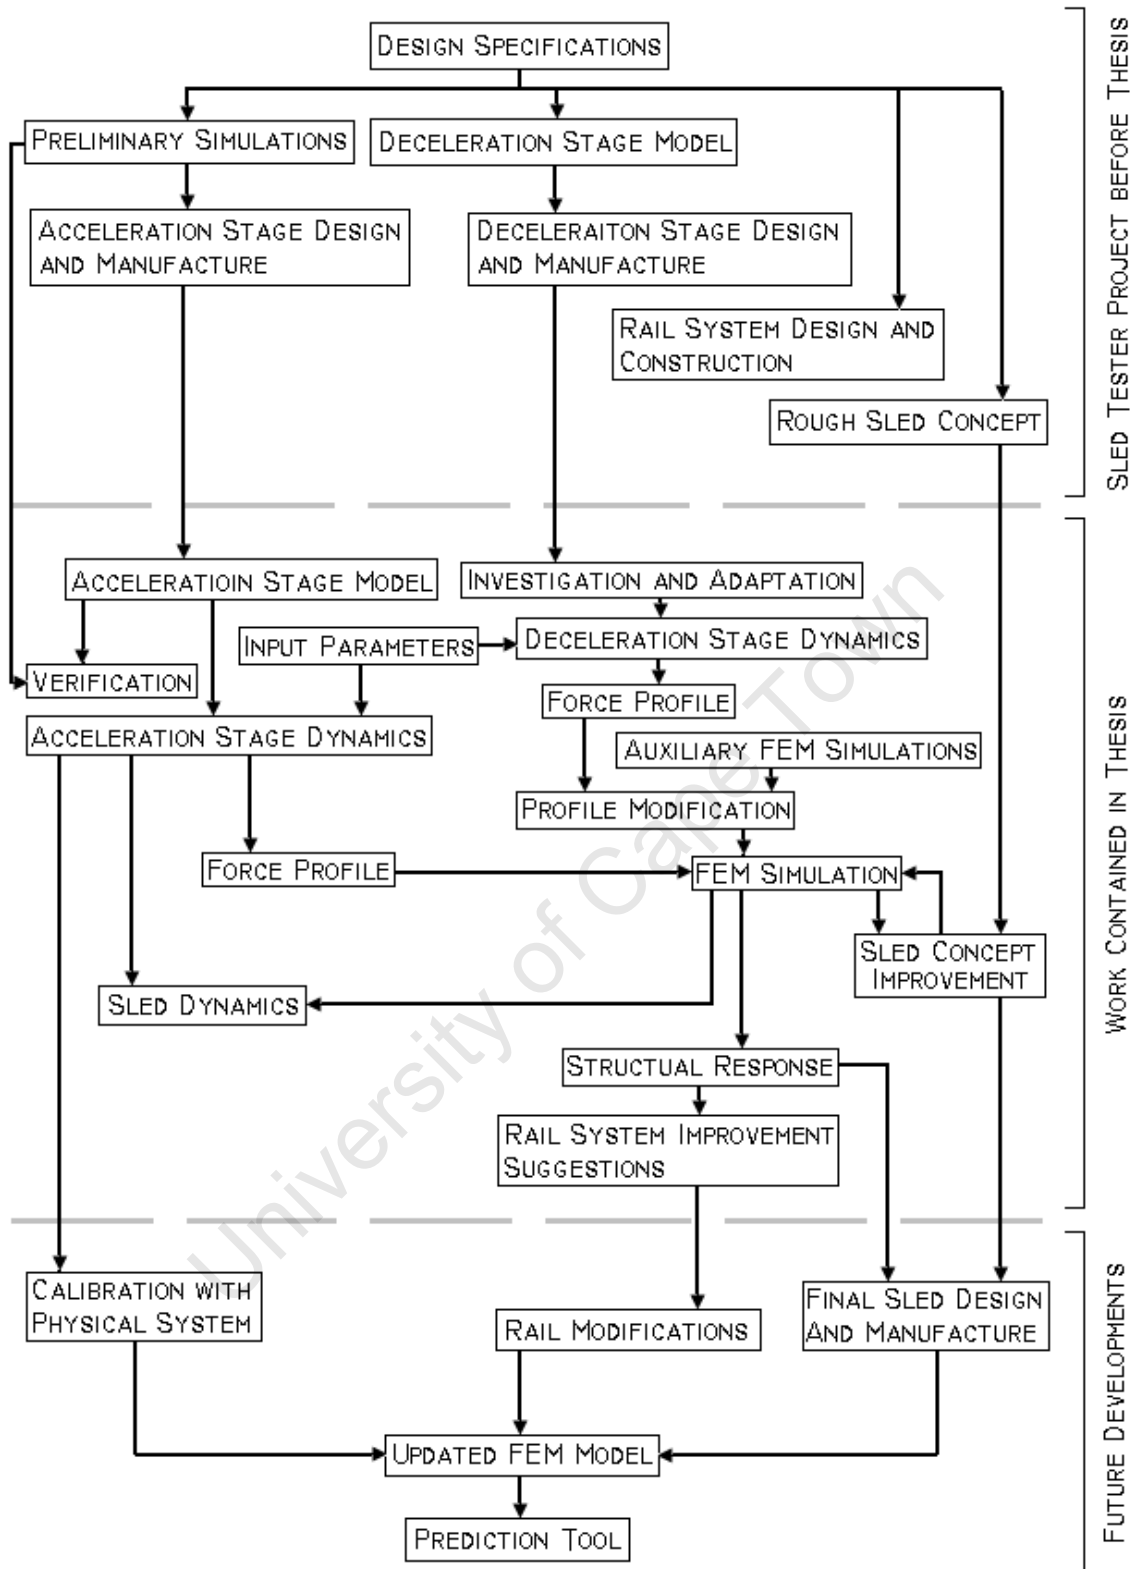 DESIGN SPECIFICATIONS
PRELIMINARY SIMULATIONS
DECELERATION STAGE MODEL
ACCELERATION STAGE DESIGN
AND MANUFACTURE
DECELERAITON STAGE DESIGN
AND MANUFACTURE
RAIL SYSTEM DESIGN AND
CONSTRUCTION
ROUGH SLED CONCEPT
SLED TESTER PROJECT BEFORE THESIS
ACCELERATIOIN STAGE MODEL
INVESTIGATION AND ADAPTATION
INPUT PARAMETERS
DECELERATION STAGE DYNAMICS
VERIFICATION
FORCE PROFILE
ACCELERATION STAGE DYNAMICS
AUXILIARY FEM SIMULATIONS
PROFILE MODIFICATION
FORCE PROFILE
FEM SIMULATION
SLED CONCEPT
IMPROVEMENT
SLED DYNAMICS
STRUCTUAL RESPONSE
RAIL SYSTEM IMPROVEMENT
SUGGESTIONS
WORK CONTAINED IN THESIS
CALIBRATION WITH
PHYSICAL SYSTEM
RAIL MODIFICATIONS
FINAL SLED DESIGN
AND MANUFACTURE
UPDATED FEM MODEL
PREDICTION TOOL
FUTURE DEVELOPMENTS
University of Cape Town